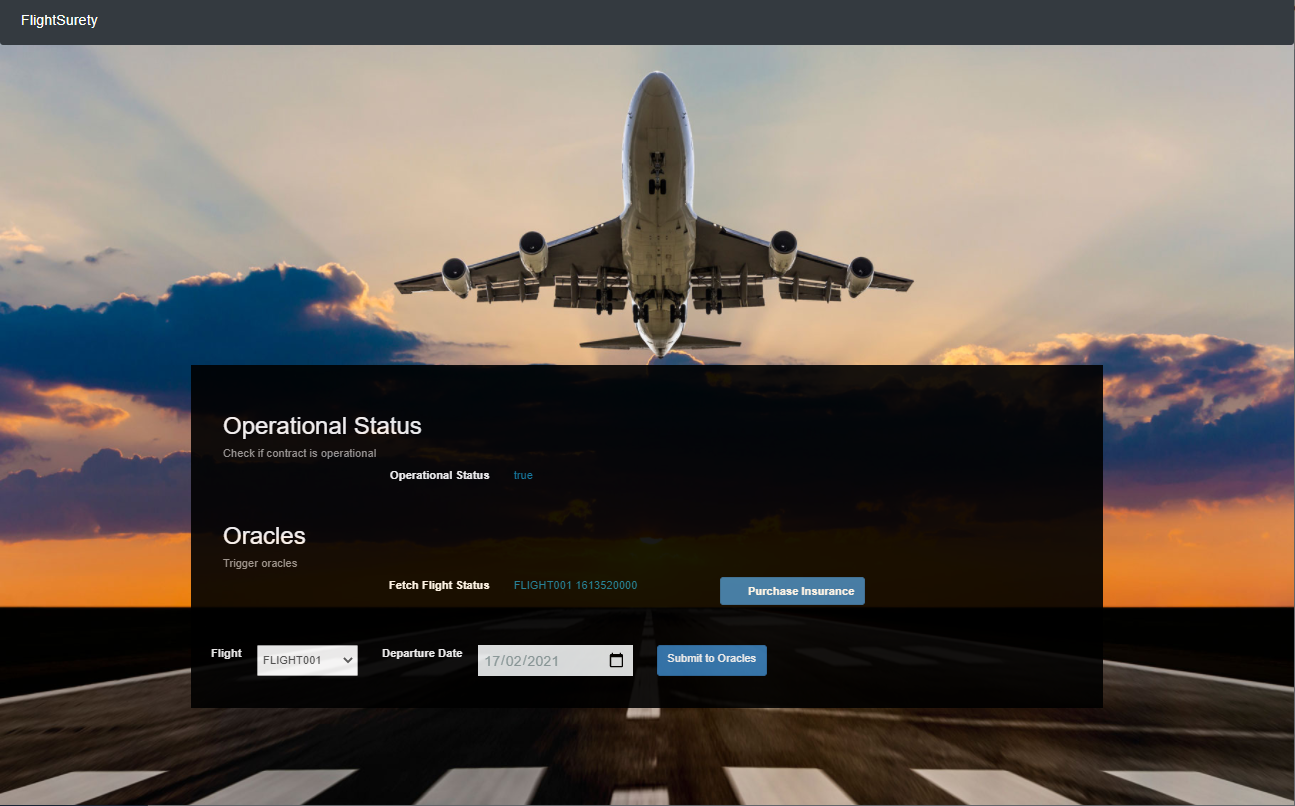 FlightSurety
Operational Status
Check if contract is operational
Operational Status true
Oracles
Trigger oracles
Fetch Flight Status FLIGHT001 1613520000 Purchase Insurance
Flight FLIGHT001 Departure Date 17/02/2021 Submit to Oracles